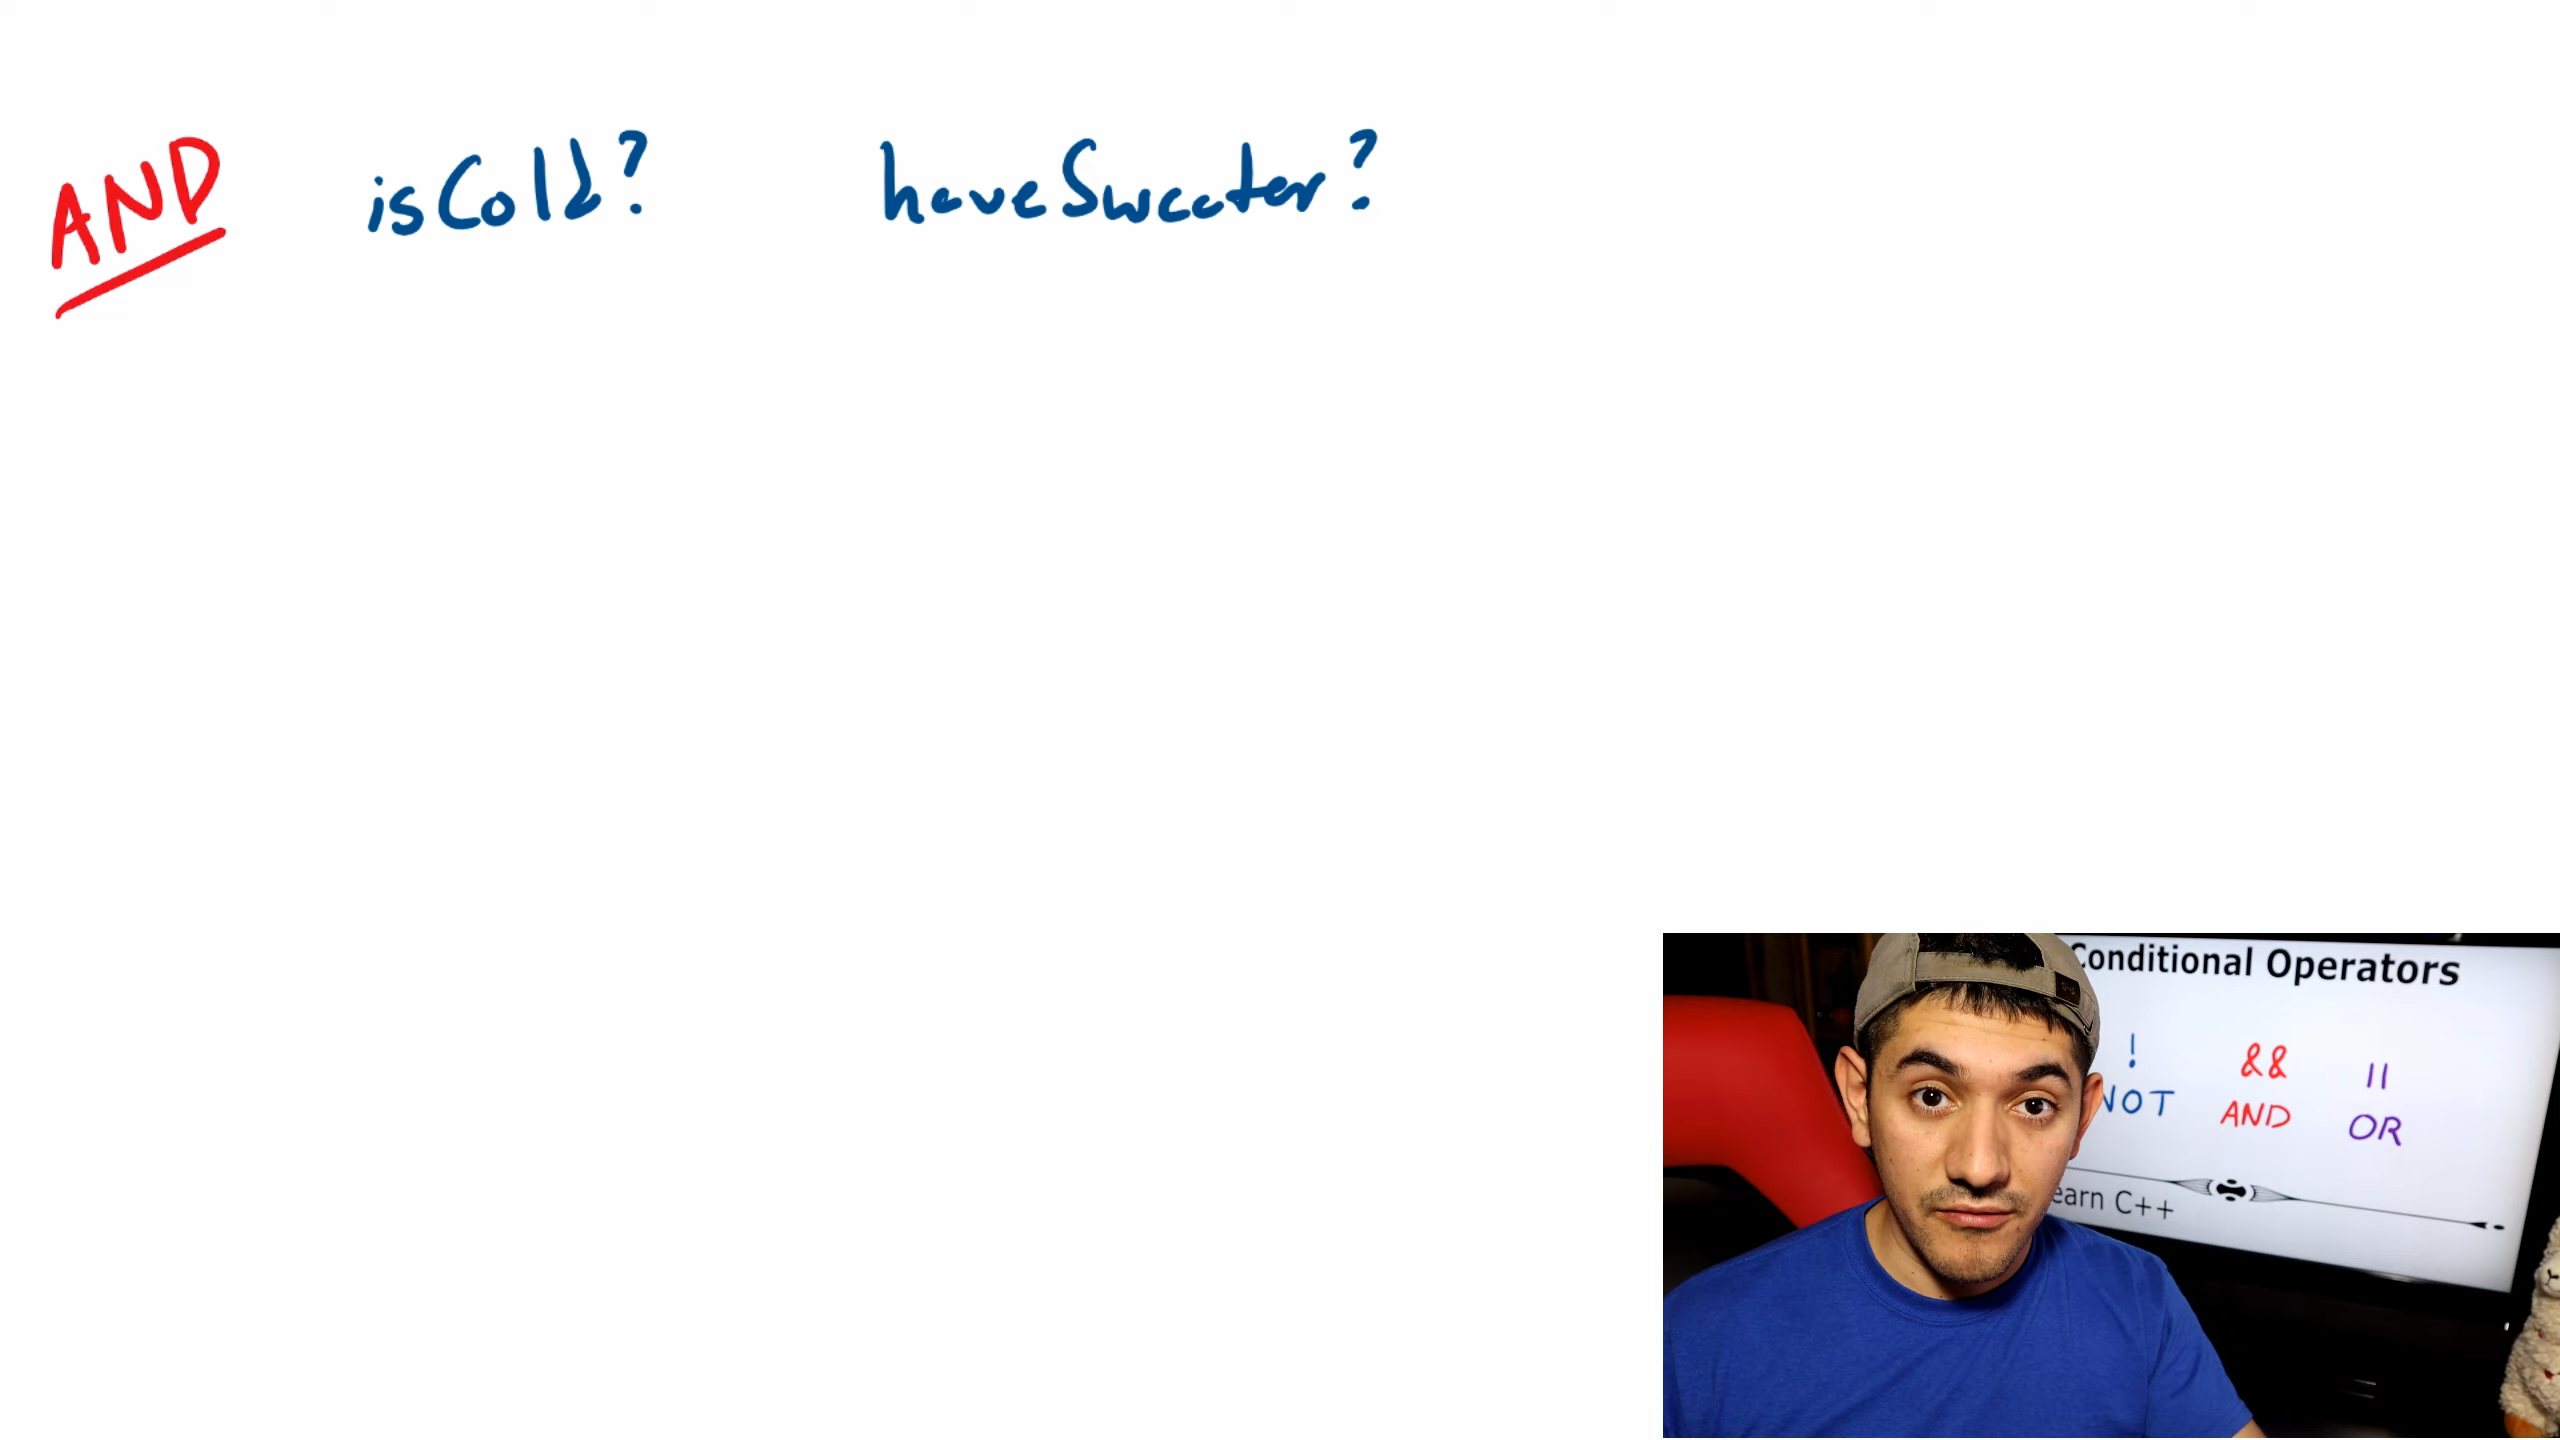 AND isCold? haveSweater?
Conditional Operators
! && ||
NOT AND OR
earn C++